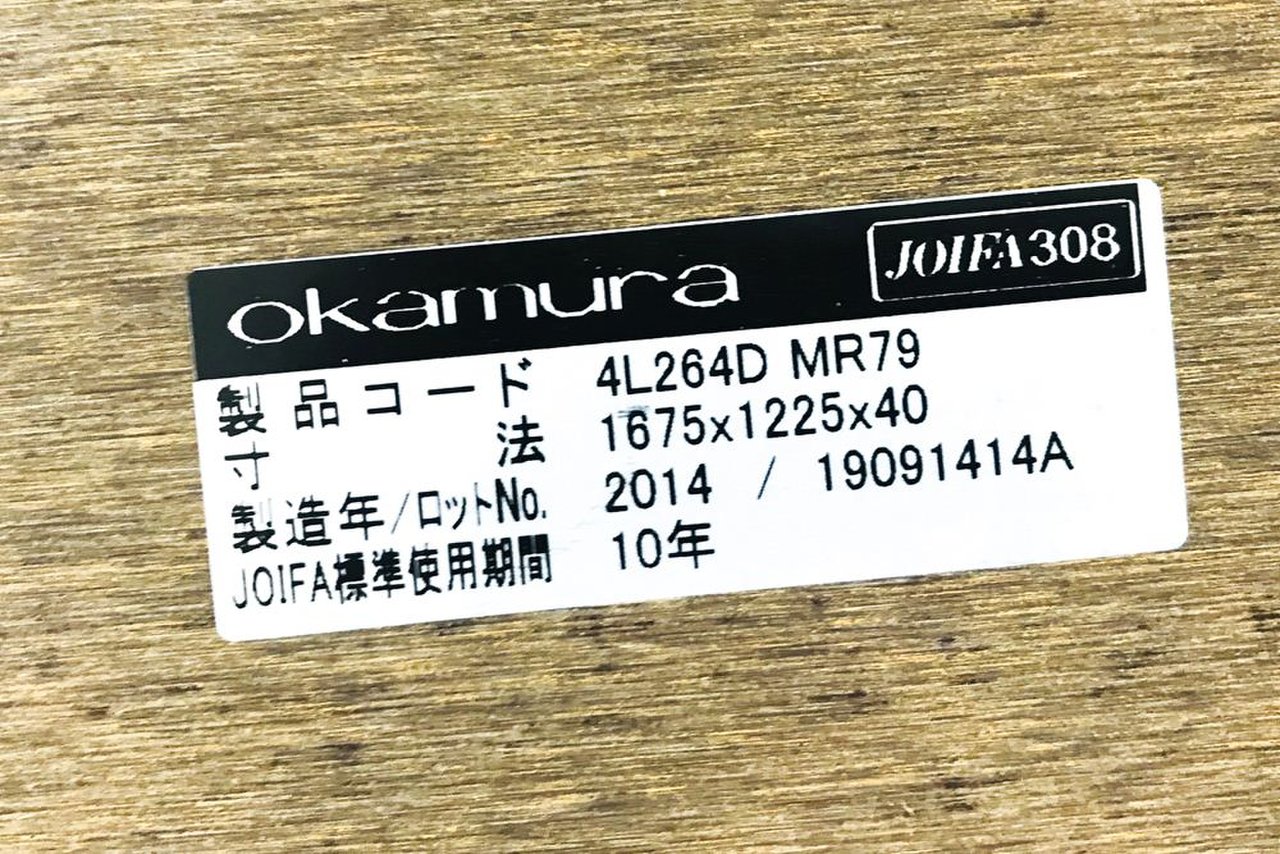 okamura JOIFA308
製品コード 4L264D MR79
寸法 1675x1225x40
製造年/ロットNo. 2014 / 19091414A
JOIFA標準使用期間 10年